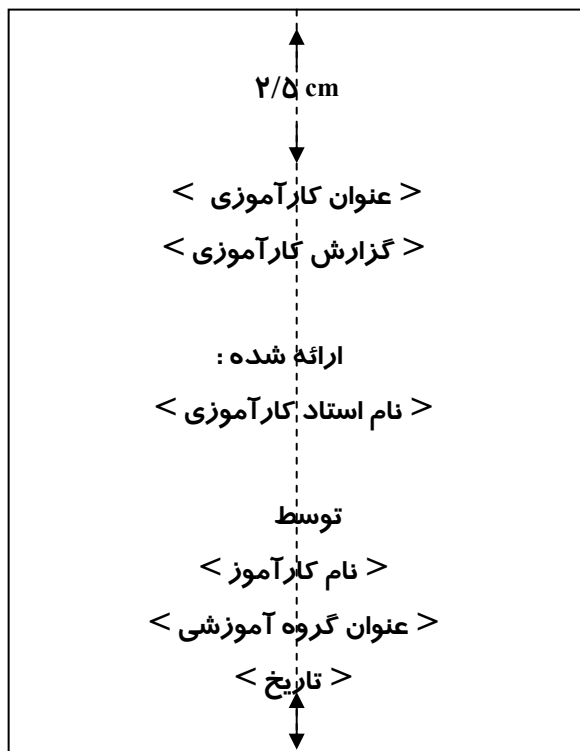 ۲/۵ cm
< عنوان کارآموزی >
< گزارش کارآموزی >
ارائه شده :
< نام استاد کارآموزی >
توسط
< نام کارآموز >
< عنوان گروه آموزشی >
< تاریخ >